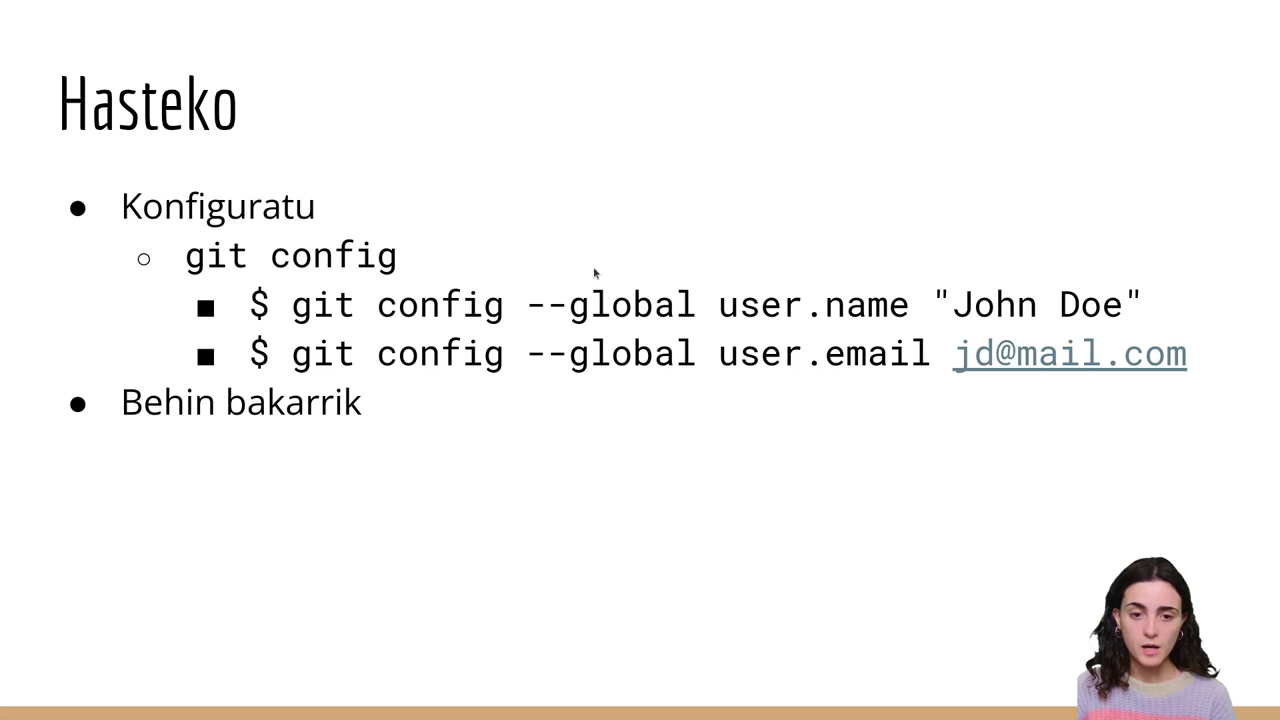 Hasteko
● Konfiguratu
○ git config
■ $ git config --global user.name "John Doe"
■ $ git config --global user.email jd@mail.com
● Behin bakarrik